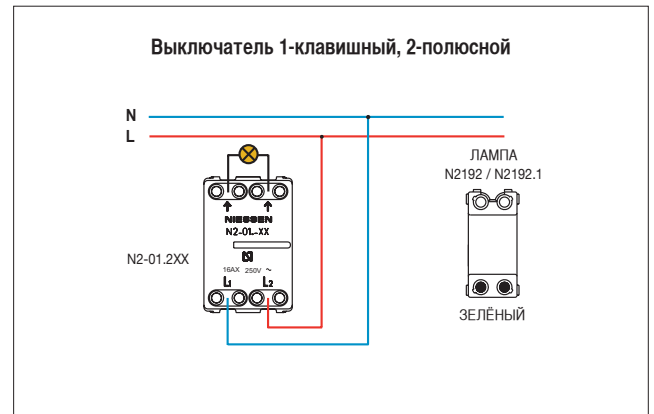 Выключатель 1-клавишный, 2-полюсной
N
L
ЛАМПА
N2192 / N2192.1
NIESSEN
N2-01.-XX
N2-01.2XX
16AX 250V ~
L1 L2
ЗЕЛЁНЫЙ